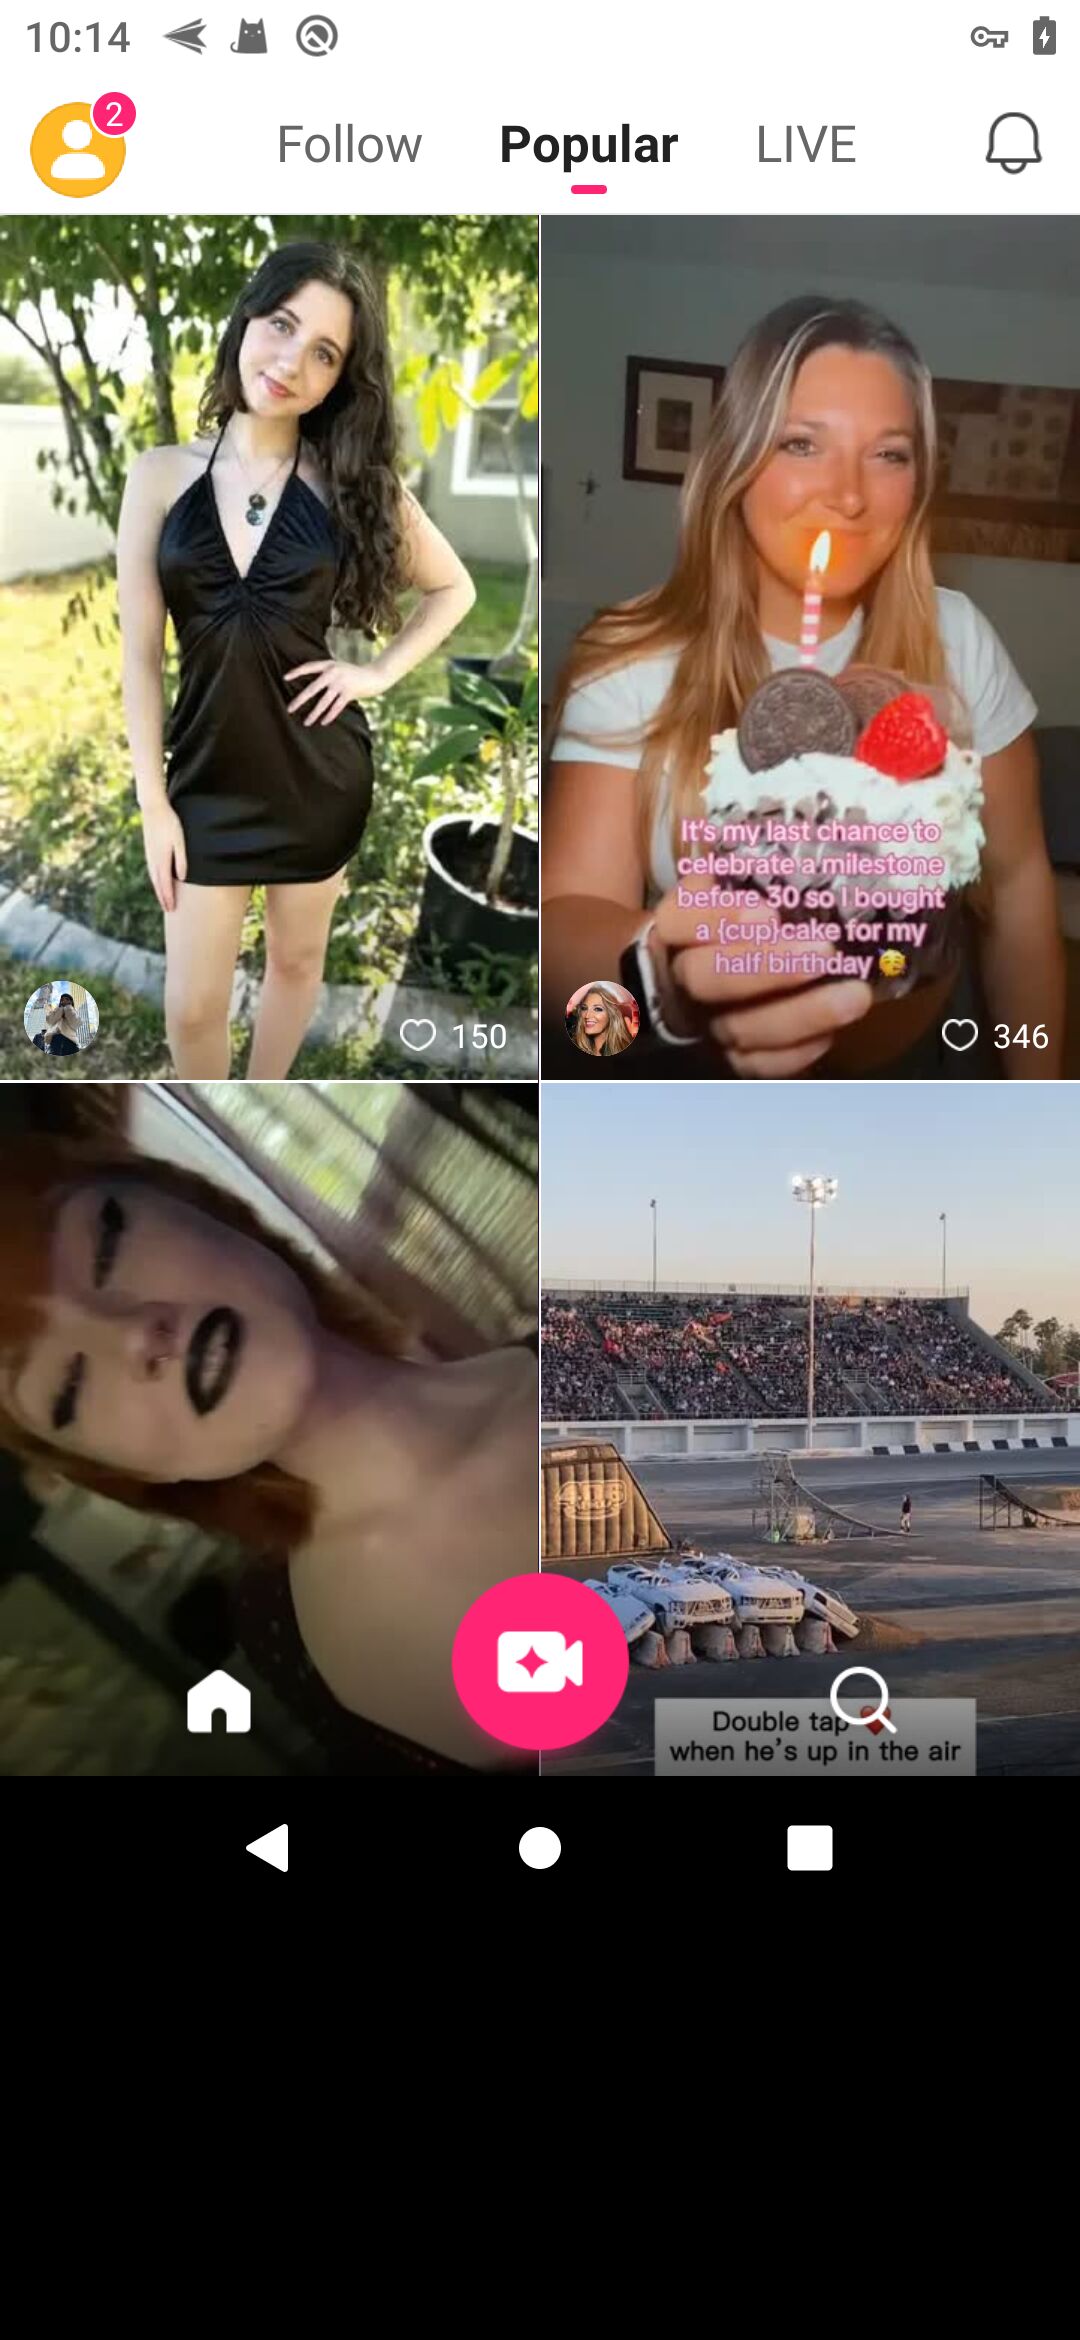 10:14
2
Follow Popular LIVE
It's my last chance to
celebrate a milestone
before 30 so I bought
a {cup}cake for my
half birthday 🥳
150
346
Double tap ❤️
when he's up in the air